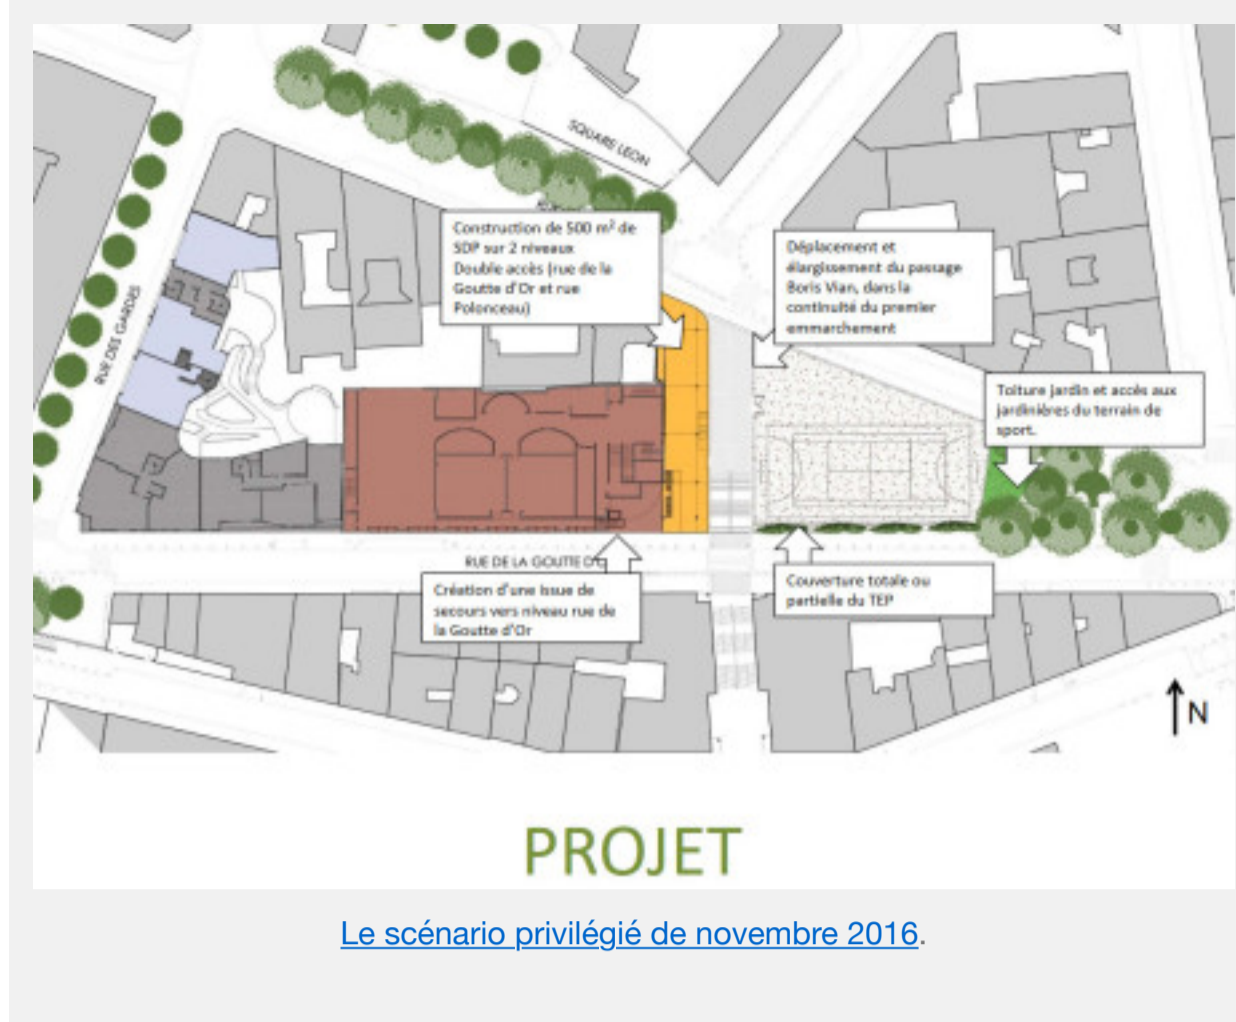 SQUARE LEON
Construction de 500 m² de
SDP sur 2 niveaux
Double accès (rue de la
Goutte d'Or et rue
Polonceau)
Déplacement et
élargissement du passage
Boris Vian, dans la
continuité du premier
emmarchement
RUE DES GARDES
Toiture jardin et accès aux
jardinières du terrain de
sport.
RUE DE LA GOUTTE D'O
Création d'une issue de
secours vers niveau rue de
la Goutte d'Or
Couverture totale ou
partielle du TEP
N
PROJET
Le scénario privilégié de novembre 2016.